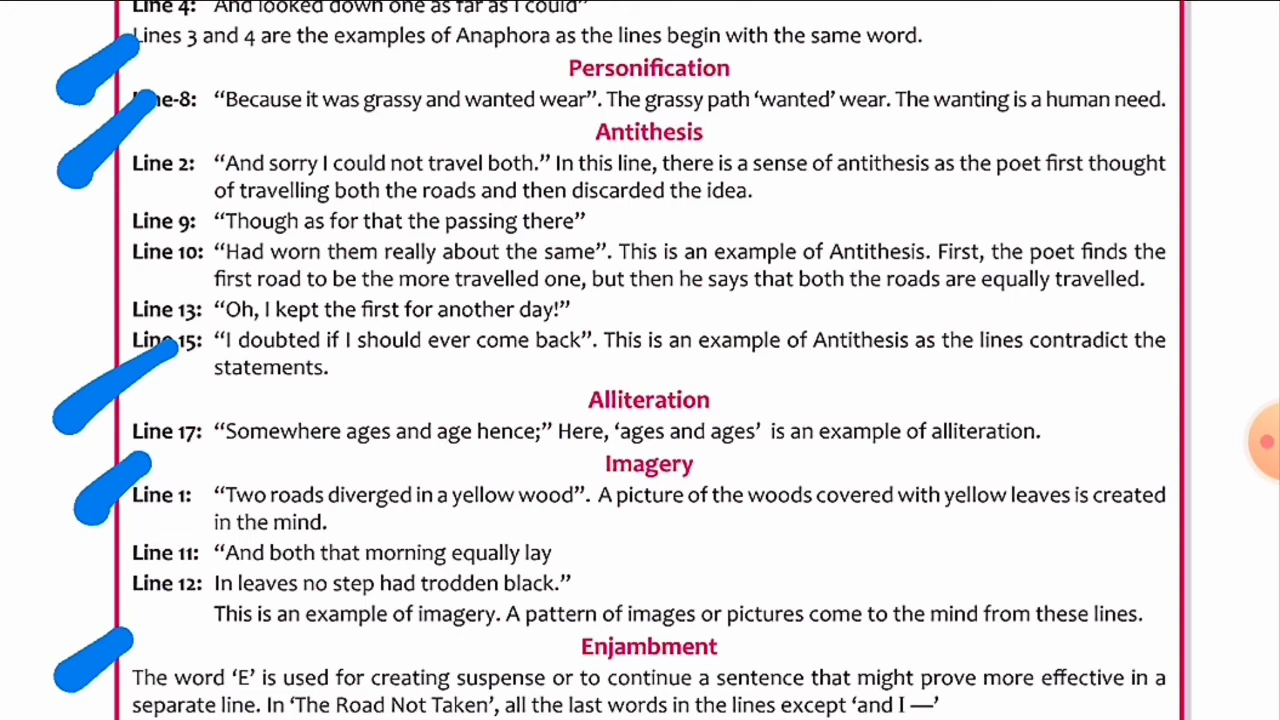 Line 4: And looked down one as far as I could”
Lines 3 and 4 are the examples of Anaphora as the lines begin with the same word.
Personification
Line-8: “Because it was grassy and wanted wear”. The grassy path ‘wanted’ wear. The wanting is a human need.
Antithesis
Line 2: “And sorry I could not travel both.” In this line, there is a sense of antithesis as the poet first thought
of travelling both the roads and then discarded the idea.
Line 9: “Though as for that the passing there”
Line 10: “Had worn them really about the same”. This is an example of Antithesis. First, the poet finds the
first road to be the more travelled one, but then he says that both the roads are equally travelled.
Line 13: “Oh, I kept the first for another day!”
Line 15: “I doubted if I should ever come back”. This is an example of Antithesis as the lines contradict the
statements.
Alliteration
Line 17: “Somewhere ages and age hence;” Here, ‘ages and ages’ is an example of alliteration.
Imagery
Line 1: “Two roads diverged in a yellow wood”. A picture of the woods covered with yellow leaves is created
in the mind.
Line 11: “And both that morning equally lay
Line 12: In leaves no step had trodden black.”
This is an example of imagery. A pattern of images or pictures come to the mind from these lines.
Enjambment
The word ‘E’ is used for creating suspense or to continue a sentence that might prove more effective in a
separate line. In ‘The Road Not Taken’, all the last words in the lines except ‘and I —’